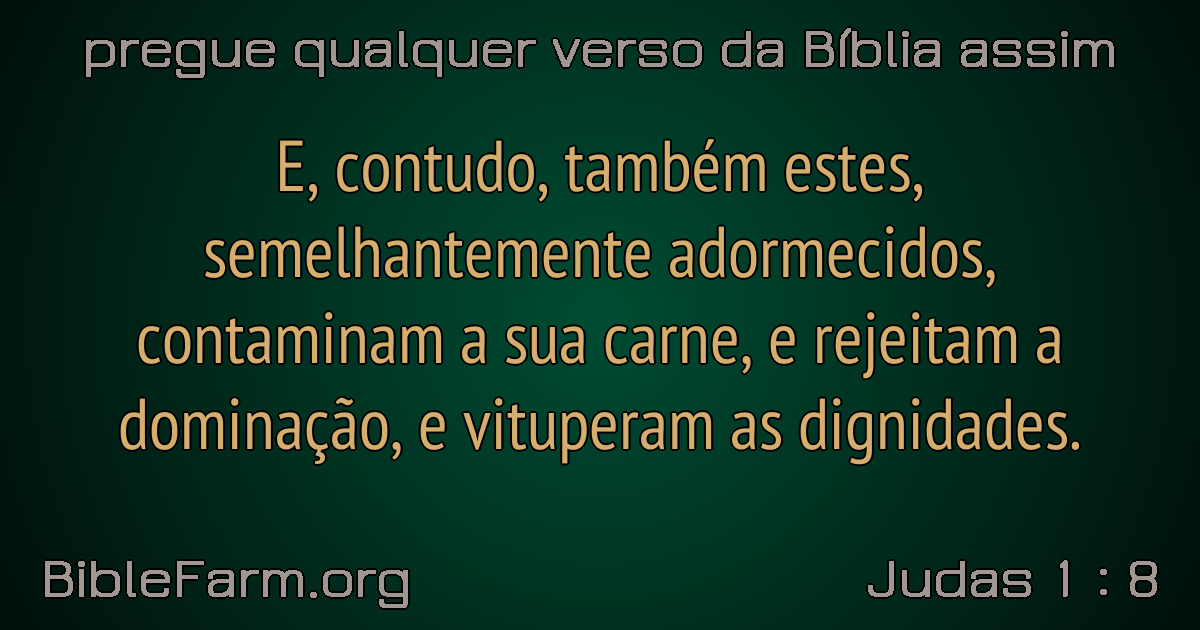 pregue qualquer verso da Bíblia assim
E, contudo, também estes,
semelhantemente adormecidos,
contaminam a sua carne, e rejeitam a
dominação, e vituperam as dignidades.
BibleFarm.org
Judas 1 : 8